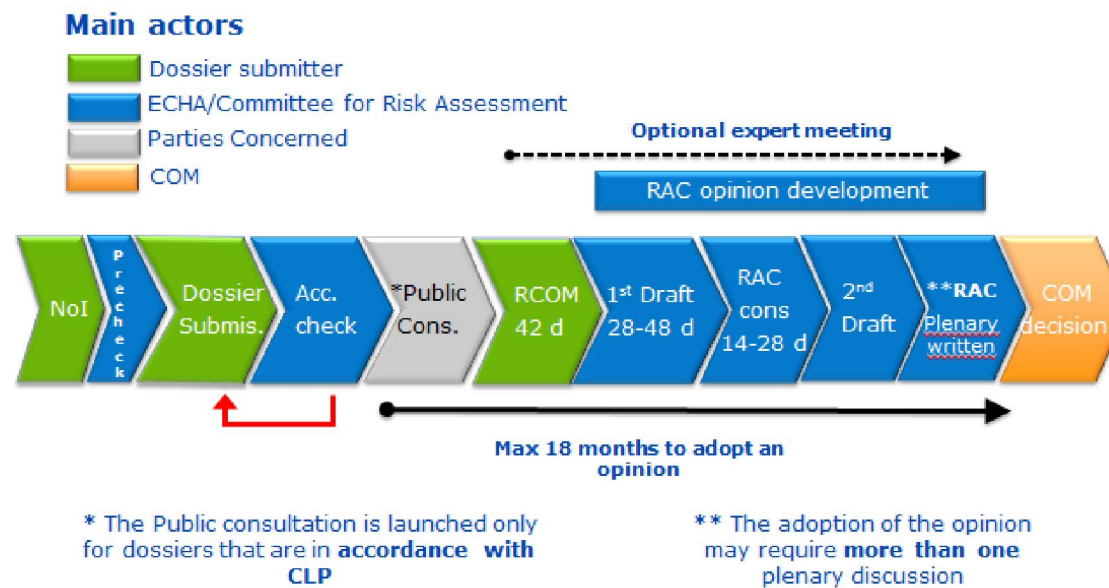 Main actors
Dossier submitter
ECHA/Committee for Risk Assessment
Parties Concerned
COM
Optional expert meeting
RAC opinion development
NoI
Precheck
Dossier
Submis.
Acc.
check
*Public
Cons.
RCOM
42 d
1st Draft
28-48 d
RAC
cons
14-28 d
2nd
Draft
**RAC
Plenary
written
COM
decision
Max 18 months to adopt an
opinion
* The Public consultation is launched only
for dossiers that are in accordance with
CLP
** The adoption of the opinion
may require more than one
plenary discussion